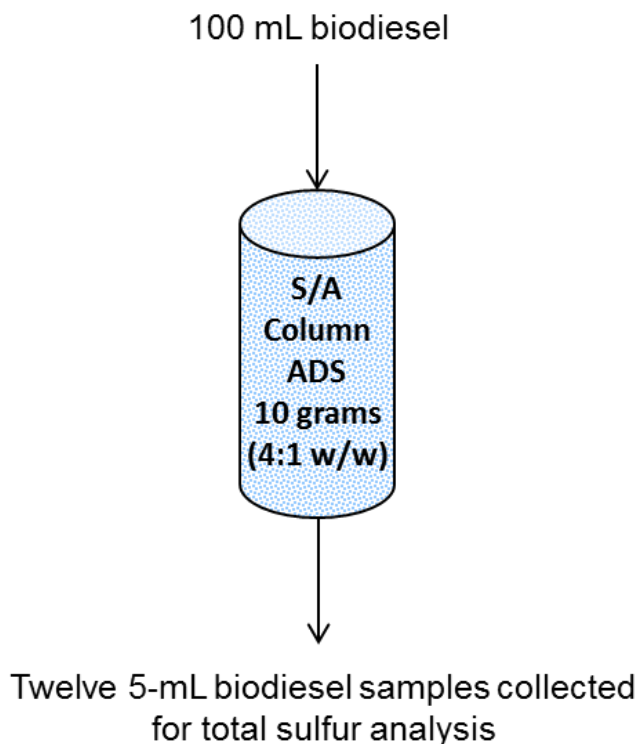 100 mL biodiesel
S/A
Column
ADS
10 grams
(4:1 w/w)
Twelve 5-mL biodiesel samples collected
for total sulfur analysis